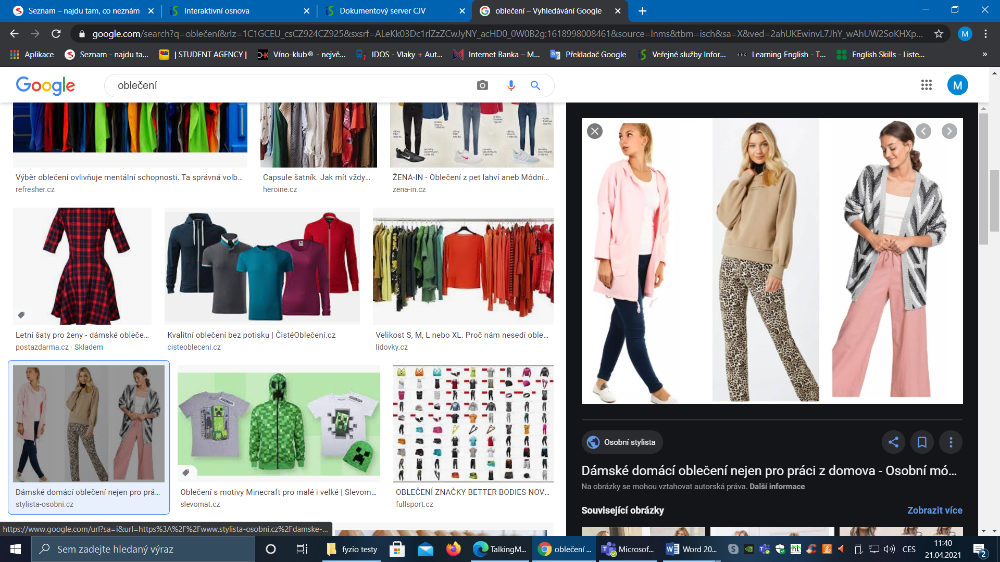 Seznam – najdu tam, co neznám
Interaktivní osnova
Dokumentový server CJV
oblečení – Vyhledávání Google
google.com/search?q=oblečení&rlz=1C1GCEU_csCZ924CZ925&sxsrf=ALeKk03Dc1rlZzZCwJyNY_acHD0_0W0B2g:1618998008461&source=lnms&tbm=isch&sa=X&ved=2ahUKEwinvL7JhY_wAhUW2SoKHXp...
M
Aplikace
Seznam - najdu ta...
| STUDENT AGENCY |
Víno-klub® - nejvě...
IDOS - Vlaky + Aut...
Internet Banka – M...
Překladač Google
Veřejné služby Infor...
BBC Learning English - T...
English Skills - Liste...
»
Google
oblečení
M
Výběr oblečení ovlivňuje mentální schopnosti. Ta správná volb...
refresher.cz
Capsule šatník. Jak mít vždy...
heroine.cz
ŽENA-IN - Oblečení z pet lahví aneb Módní...
zena-in.cz
Letní šaty pro ženy - dámské obleče...
postazdarma.cz · Skladem
Kvalitní oblečení bez potisku | ČistéOblečení.cz
cisteobleceni.cz
Velikost S, M, L nebo XL. Proč nám nesedí oble...
lidovky.cz
Dámské domácí oblečení nejen pro prá...
stylista-osobni.cz
Oblečení s motivy Minecraft pro malé i velké | Slevom...
slevomat.cz
OBLEČENÍ ZNAČKY BETTER BODIES NOV...
fullsport.cz
Osobní stylista
Dámské domácí oblečení nejen pro práci z domova - Osobní mó...
Na obrázky se mohou vztahovat autorská práva. Další informace
Související obrázky
Zobrazit více
https://www.google.com/url?sa=i&url=https%3A%2F%2Fwww.stylista-osobni.cz%2Fdamske-...
Sem zadejte hledaný výraz
fyzio testy
TalkingM...
oblečení ...
Microsof...
Word 20...
CES
11:40
21.04.2021
2